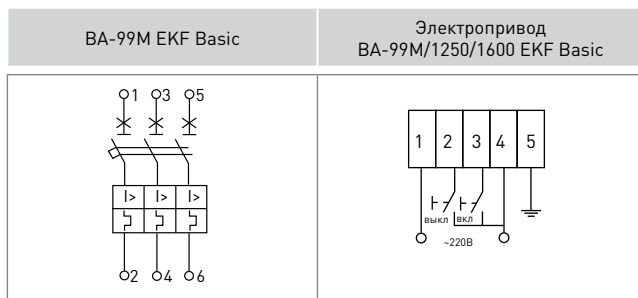 ВА-99М EKF Basic
Электропривод
ВА-99М/1250/1600 EKF Basic
1 3 5
I> I> I>
2 4 6
1 2 3 4 5
выкл вкл
~220В